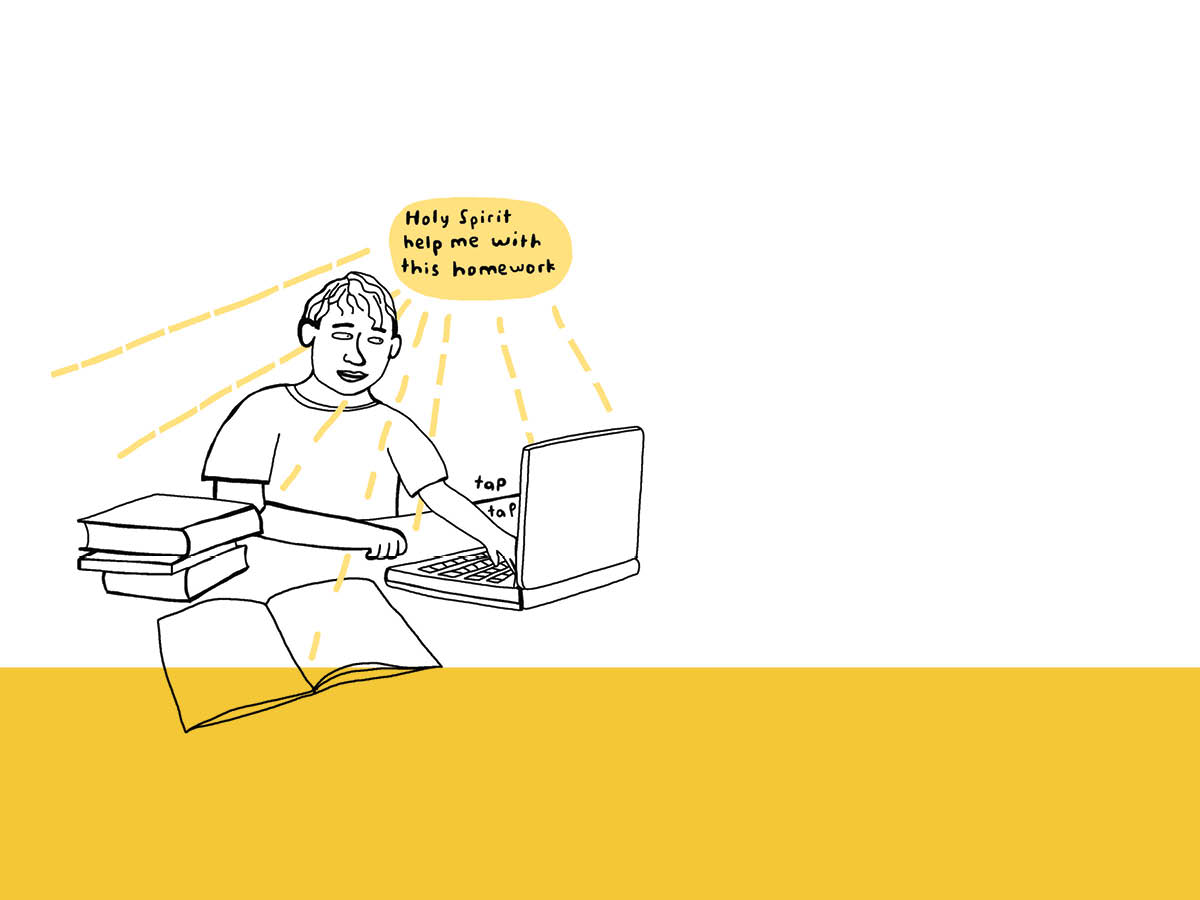 Holy Spirit
help me with
this homework
tap
tap